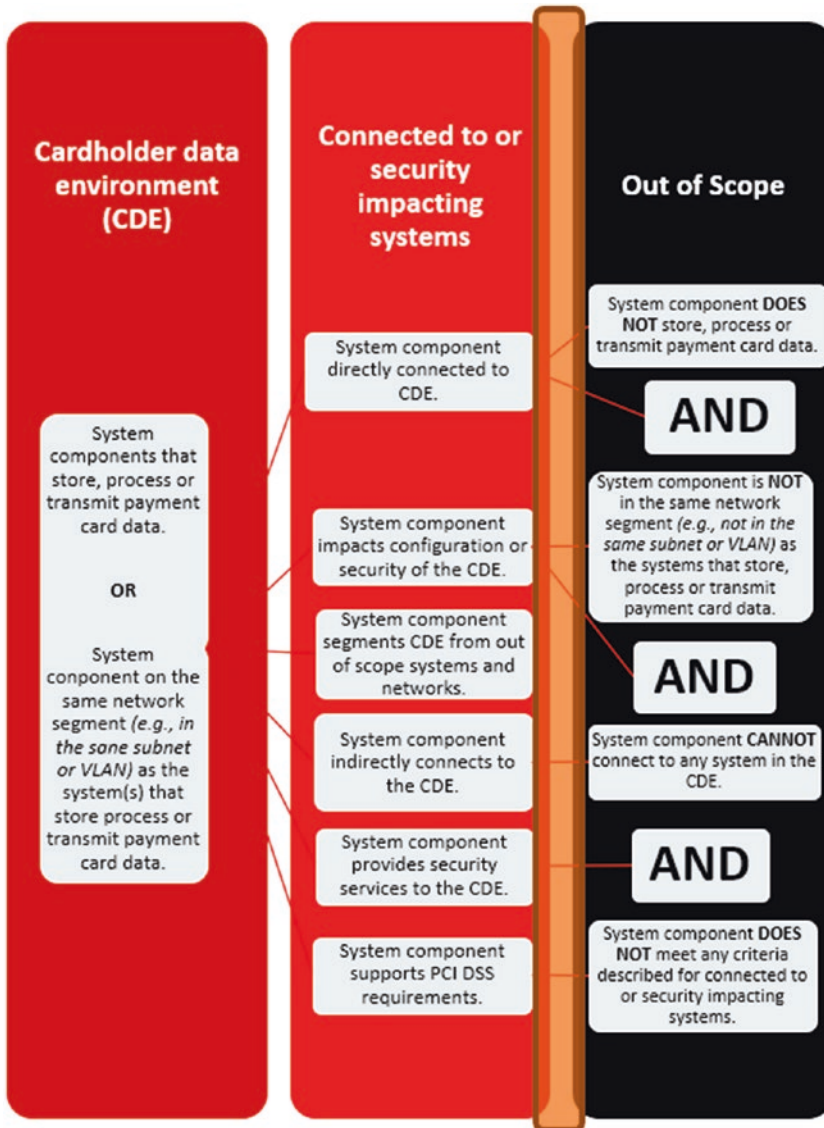 Cardholder data
environment
(CDE)
System
components that
store, process or
transmit payment
card data.
OR
System
component on the
same network
segment (e.g., in
the sane subnet
or VLAN) as the
system(s) that
store process or
transmit payment
card data.
Connected to or
security
impacting
systems
System component
directly connected to
CDE.
System component
impacts configuration or
security of the CDE.
System component
segments CDE from out
of scope systems and
networks.
System component
indirectly connects to
the CDE.
System component
provides security
services to the CDE.
System component
supports PCI DSS
requirements.
Out of Scope
System component DOES
NOT store, process or
transmit payment card data.
AND
System component is NOT
in the same network
segment (e.g., not in the
same subnet or VLAN) as
the systems that store,
process or transmit
payment card data.
AND
System component CANNOT
connect to any system in the
CDE.
AND
System component DOES
NOT meet any criteria
described for connected to
or security impacting
systems.